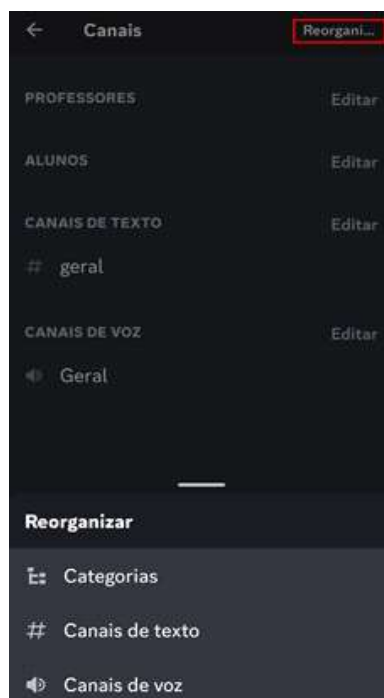 Canais Reorgani...
PROFESSORES Editar
ALUNOS Editar
CANAIS DE TEXTO Editar
# geral
CANAIS DE VOZ Editar
Geral
Reorganizar
Categorias
# Canais de texto
Canais de voz